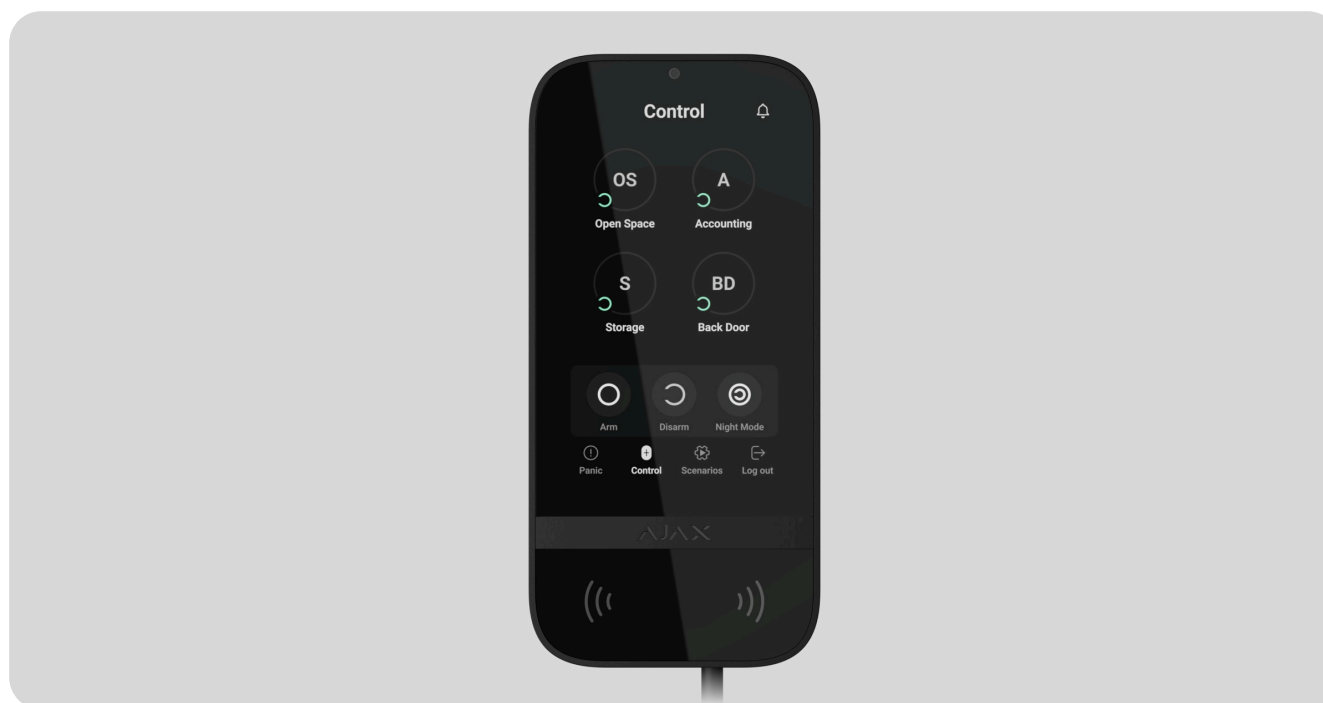 Control
OS
A
Open Space
Accounting
S
BD
Storage
Back Door
Arm
Disarm
Night Mode
Panic
Control
Scenarios
Log out
AJAX